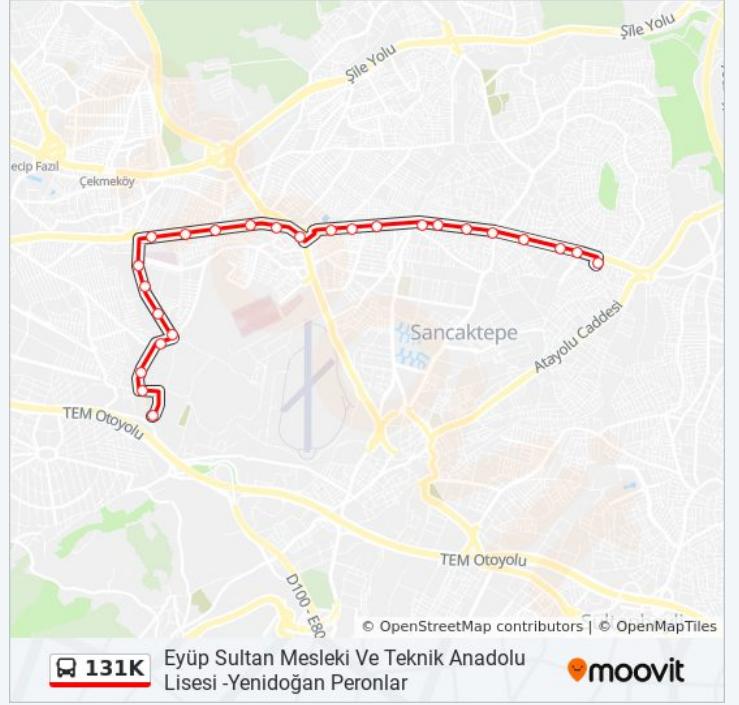 Şile Yolu
Şile Yolu
ecip Fazıl
Çekmeköy
Sancaktepe
Atayolu Caddesi
TEM Otoyolu
TEM Otoyolu
D100 - E80
© OpenStreetMap contributors | © OpenMapTiles
131K
Eyüp Sultan Mesleki Ve Teknik Anadolu
Lisesi -Yenidoğan Peronlar
moovit